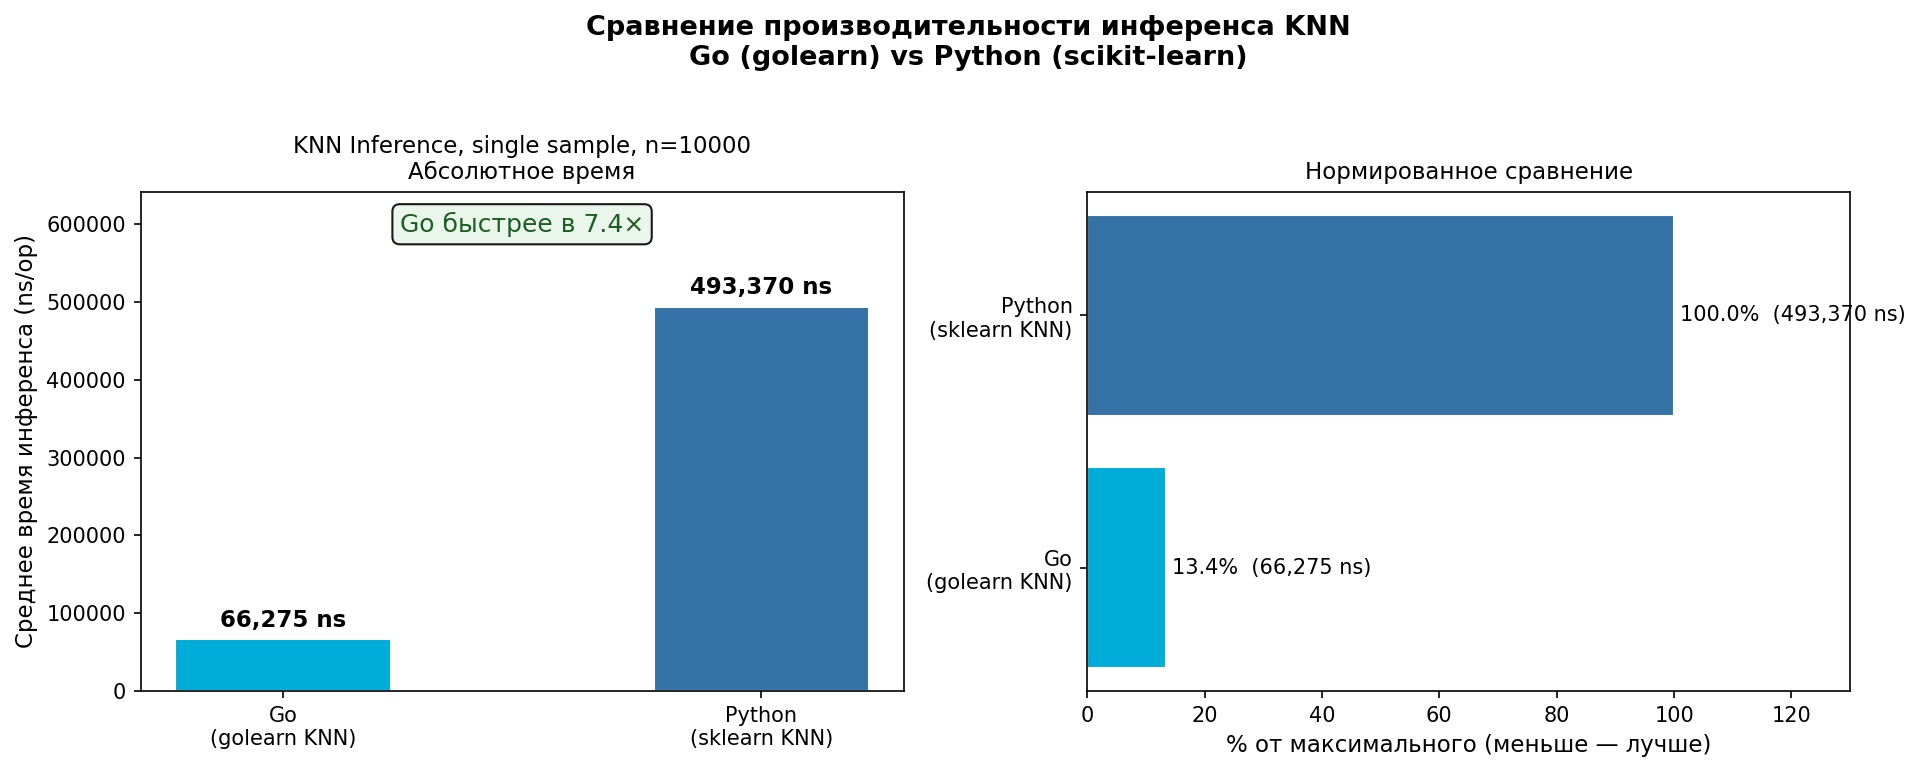 Сравнение производительности инференса KNN
Go (golearn) vs Python (scikit-learn)
KNN Inference, single sample, n=10000
Абсолютное время
Среднее время инференса (ns/op)
600000
500000
400000
300000
200000
100000
0
Go быстрее в 7.4×
66,275 ns
493,370 ns
Go
(golearn KNN)
Python
(sklearn KNN)
Нормированное сравнение
Python
(sklearn KNN)
100.0%  (493,370 ns)
Go
(golearn KNN)
13.4%  (66,275 ns)
0 20 40 60 80 100 120
% от максимального (меньше — лучше)